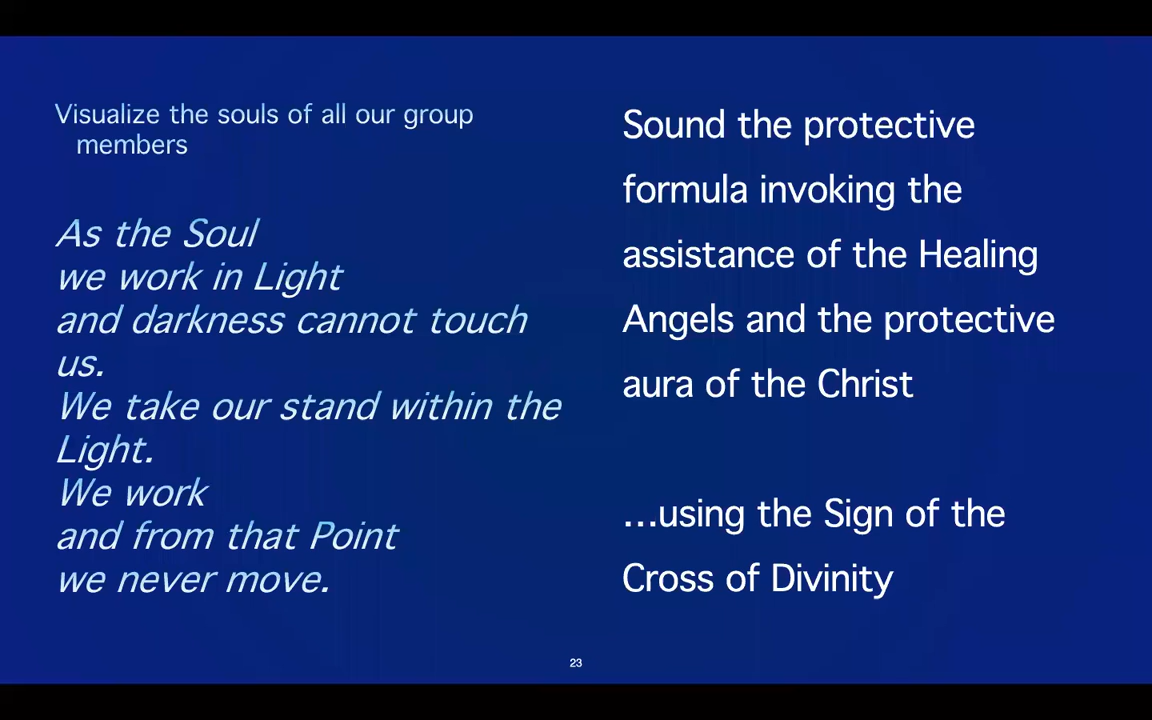 Visualize the souls of all our group
members
As the Soul
we work in Light
and darkness cannot touch
us.
We take our stand within the
Light.
We work
and from that Point
we never move.
Sound the protective
formula invoking the
assistance of the Healing
Angels and the protective
aura of the Christ
…using the Sign of the
Cross of Divinity
23